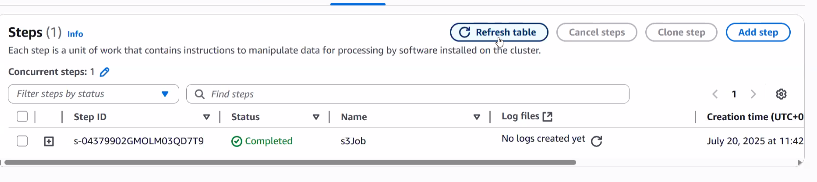 Steps (1) Info
Refresh table Cancel steps Clone step Add step
Each step is a unit of work that contains instructions to manipulate data for processing by software installed on the cluster.
Concurrent steps: 1
Filter steps by status Find steps 1
Step ID Status Name Log files Creation time (UTC+0
s-04379902GMOLM03QD7T9 Completed s3Job No logs created yet July 20, 2025 at 11:42